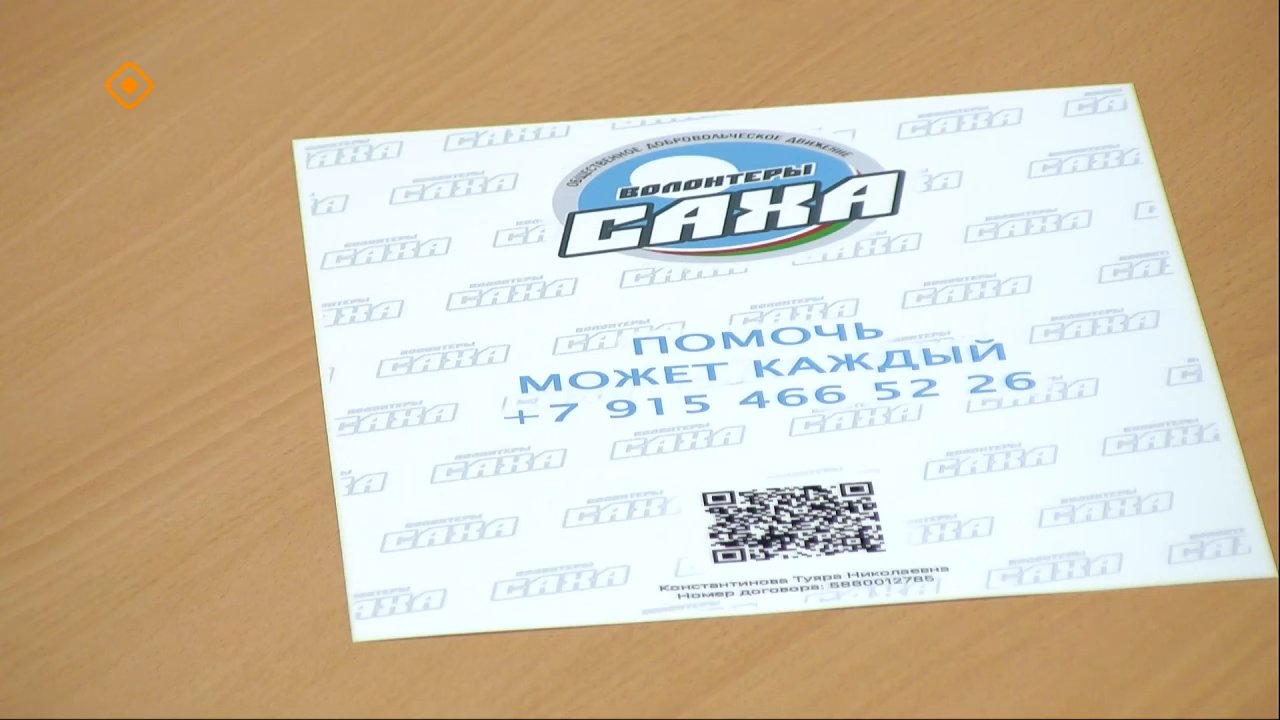 ОБЩЕСТВЕННОЕ ДОБРОВОЛЬЧЕСКОЕ ДВИЖЕНИЕ
ВОЛОНТЕРЫ
САХА
ПОМОЧЬ
МОЖЕТ КАЖДЫЙ
+7 915 466 52 26
Константинова Туяра Николаевна
Номер договора: 5880012785